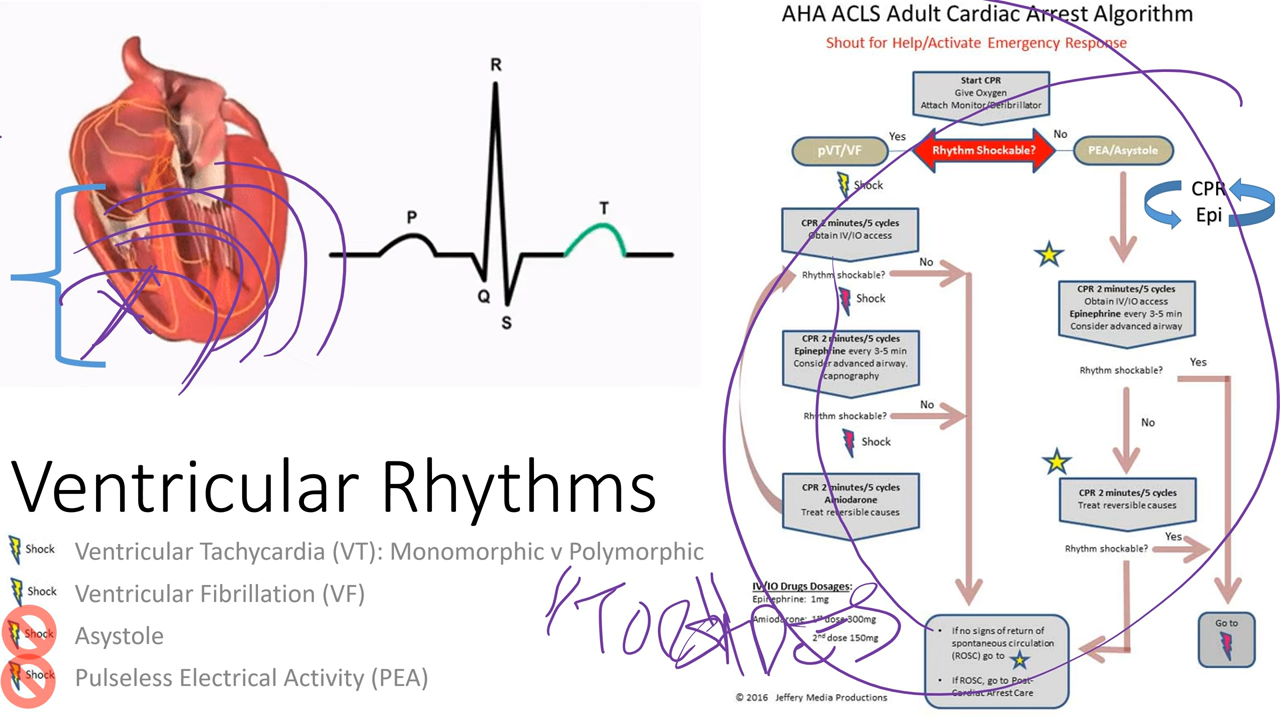 R
P
T
Q
S
Ventricular Rhythms
Shock Ventricular Tachycardia (VT): Monomorphic v Polymorphic
Shock Ventricular Fibrillation (VF)
Shock Asystole
Shock Pulseless Electrical Activity (PEA)
AHA ACLS Adult Cardiac Arrest Algorithm
Shout for Help/Activate Emergency Response
Start CPR
Give Oxygen
Attach Monitor/Defibrillator
Yes
Rhythm Shockable?
No
pVT/VF
PEA/Asystole
Shock
CPR
Epi
CPR 2 minutes/5 cycles
Obtain IV/IO access
Rhythm shockable?
No
Shock
CPR 2 minutes/5 cycles
Epinephrine every 3-5 min
Consider advanced airway.
capnography
Rhythm shockable?
No
Shock
CPR 2 minutes/5 cycles
Amiodarone
Treat reversible causes
CPR 2 minutes/5 cycles
Obtain IV/IO access
Epinephrine every 3-5 min
Consider advanced airway
Rhythm shockable?
Yes
No
CPR 2 minutes/5 cycles
Treat reversible causes
Rhythm shockable?
Yes
Go to
IV/IO Drugs Dosages:
Epinephrine: 1mg
Amiodarone: 1st dose 300mg
2nd dose 150mg
If no signs of return of
spontaneous circulation
(ROSC) go to
If ROSC, go to Post-
Cardiac Arrest Care
© 2016 Jeffery Media Productions